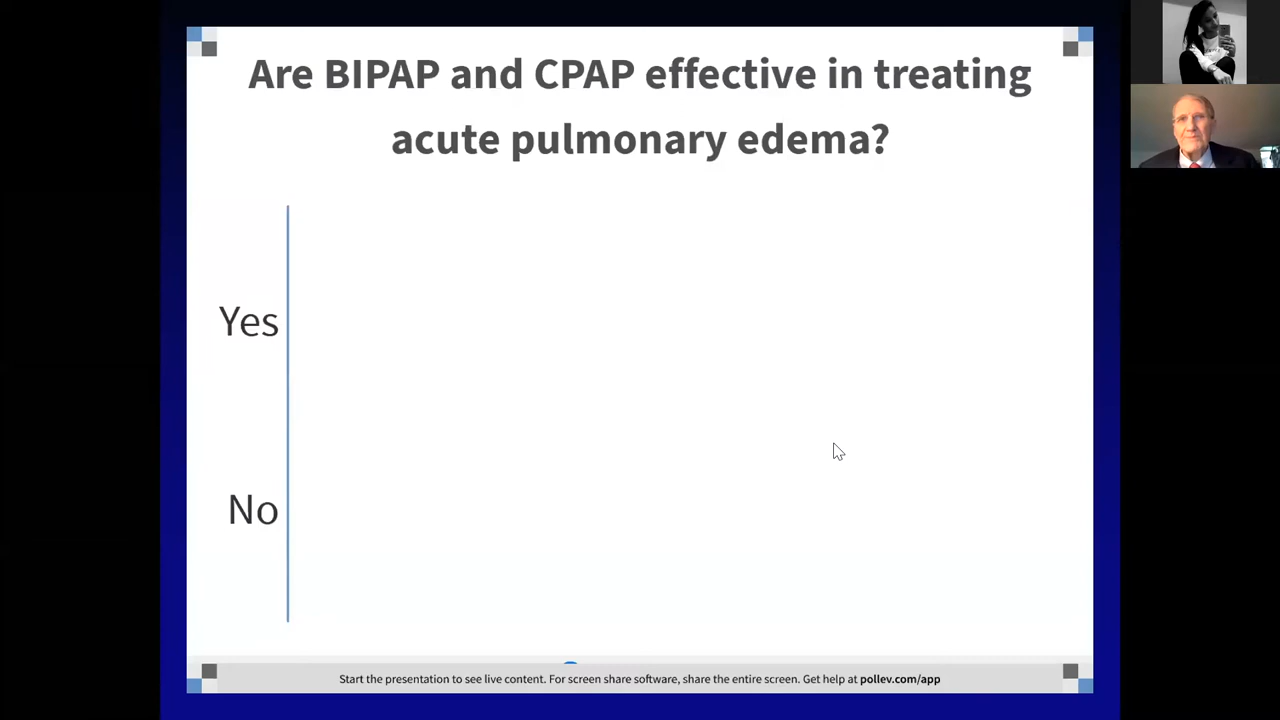 Are BIPAP and CPAP effective in treating
acute pulmonary edema?
Yes
No
Start the presentation to see live content. For screen share software, share the entire screen. Get help at pollev.com/app